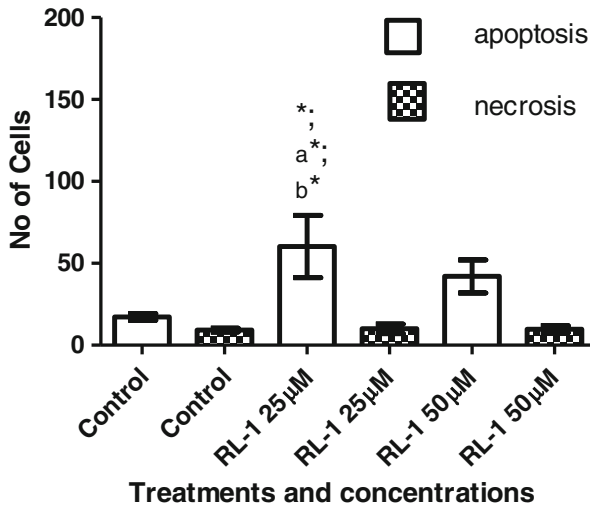 200
150
100
50
0
No of Cells
apoptosis
necrosis
*;
a*;
b*
Control
Control
RL-1 25µM
RL-1 25µM
RL-1 50µM
RL-1 50µM
Treatments and concentrations